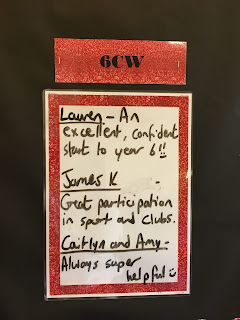 6CW
Lauren - An
excellent, confident
start to year 6!!
James K -
Great participation
in sport and clubs.
Caitlyn and Amy -
Always super
helpful :)